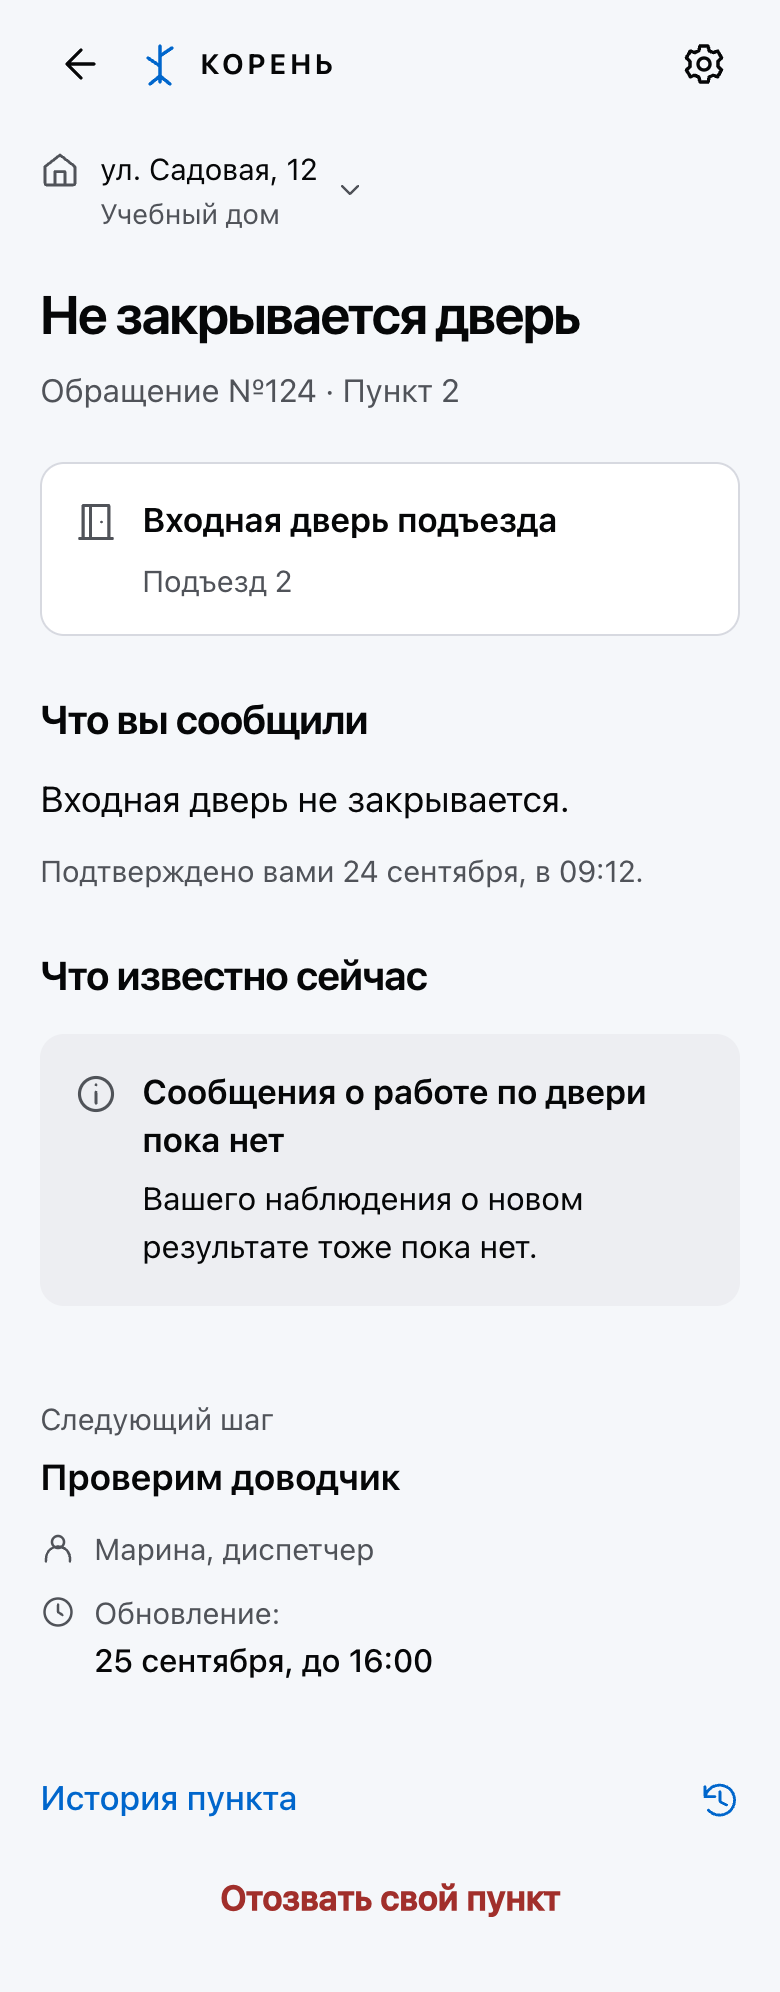 КОРЕНЬ
ул. Садовая, 12
Учебный дом
Не закрывается дверь
Обращение №124 · Пункт 2
Входная дверь подъезда
Подъезд 2
Что вы сообщили
Входная дверь не закрывается.
Подтверждено вами 24 сентября, в 09:12.
Что известно сейчас
Сообщения о работе по двери
пока нет
Вашего наблюдения о новом
результате тоже пока нет.
Следующий шаг
Проверим доводчик
Марина, диспетчер
Обновление:
25 сентября, до 16:00
История пункта
Отозвать свой пункт